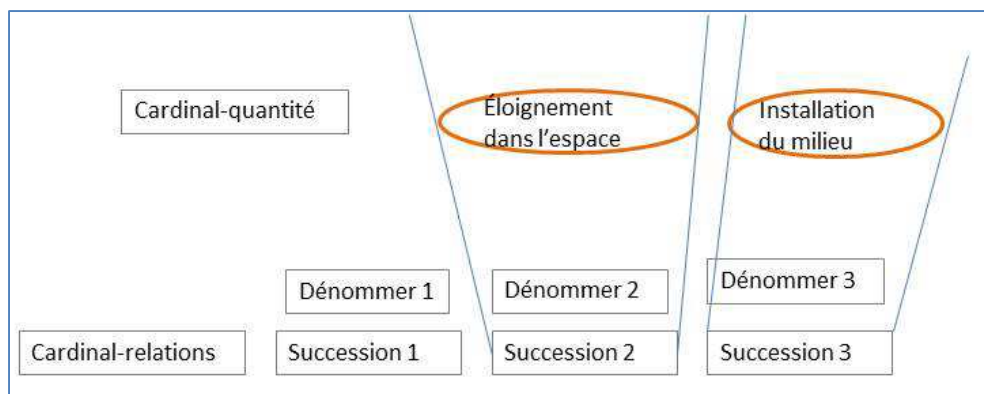 Cardinal-quantité
Éloignement
dans l'espace
Installation
du milieu
Dénommer 1
Dénommer 2
Dénommer 3
Cardinal-relations
Succession 1
Succession 2
Succession 3